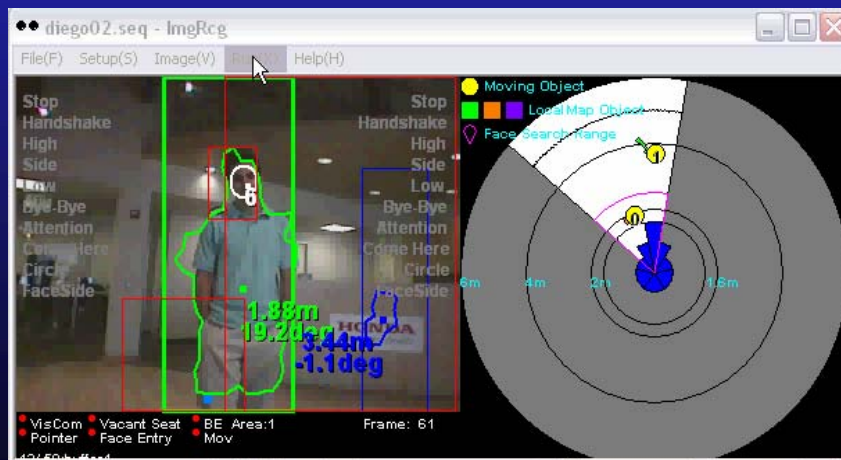 diego02.seq - ImgRcg
File(F) Setup(S) Image(V) Help(H)
Stop
Handshake
High
Side
Low
Bye-Bye
Attention
Come Here
Circle
FaceSide
Stop
Handshake
High
Side
Low
Bye-Bye
Attention
Come Here
Circle
FaceSide
6
1.88m
19.2deg
3.44m
-1.1deg
HONDA
VisCom Vacant Seat BE Area:1 Frame: 61
Pointer Face Entry Mov
Moving Object
Local Map Object
Face Search Range
1
0
6m 4m 2m 1.6m